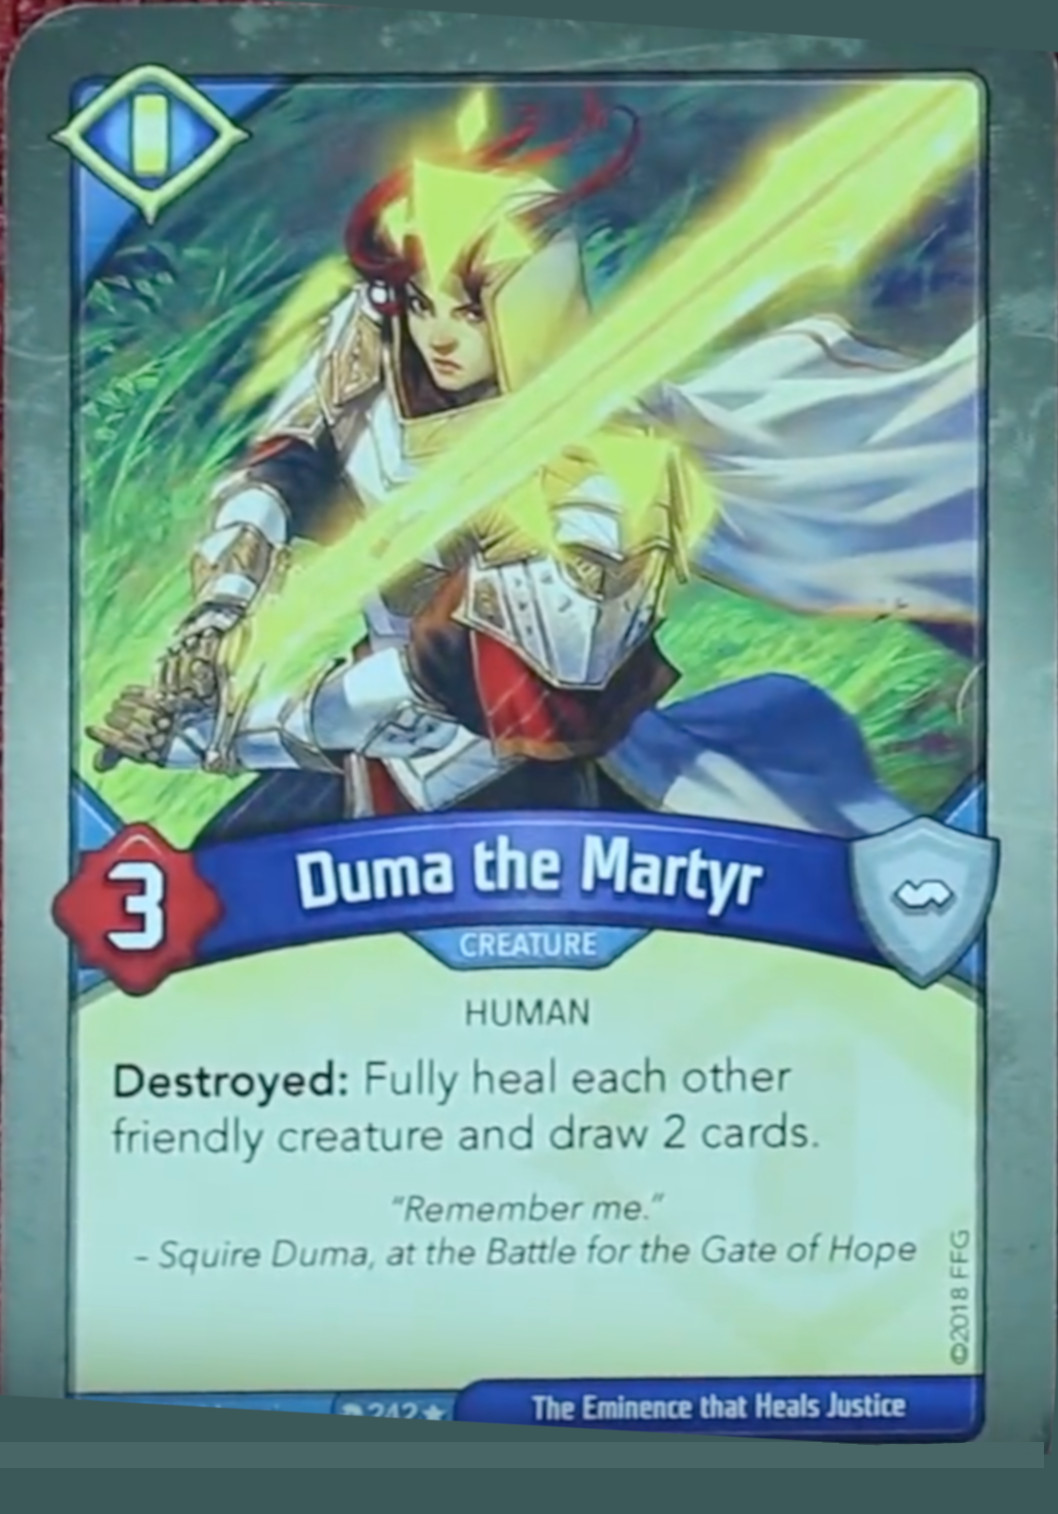 3
Duma the Martyr
CREATURE
HUMAN
Destroyed: Fully heal each other
friendly creature and draw 2 cards.
“Remember me.”
– Squire Duma, at the Battle for the Gate of Hope
©2018 FFG
242
The Eminence that Heals Justice